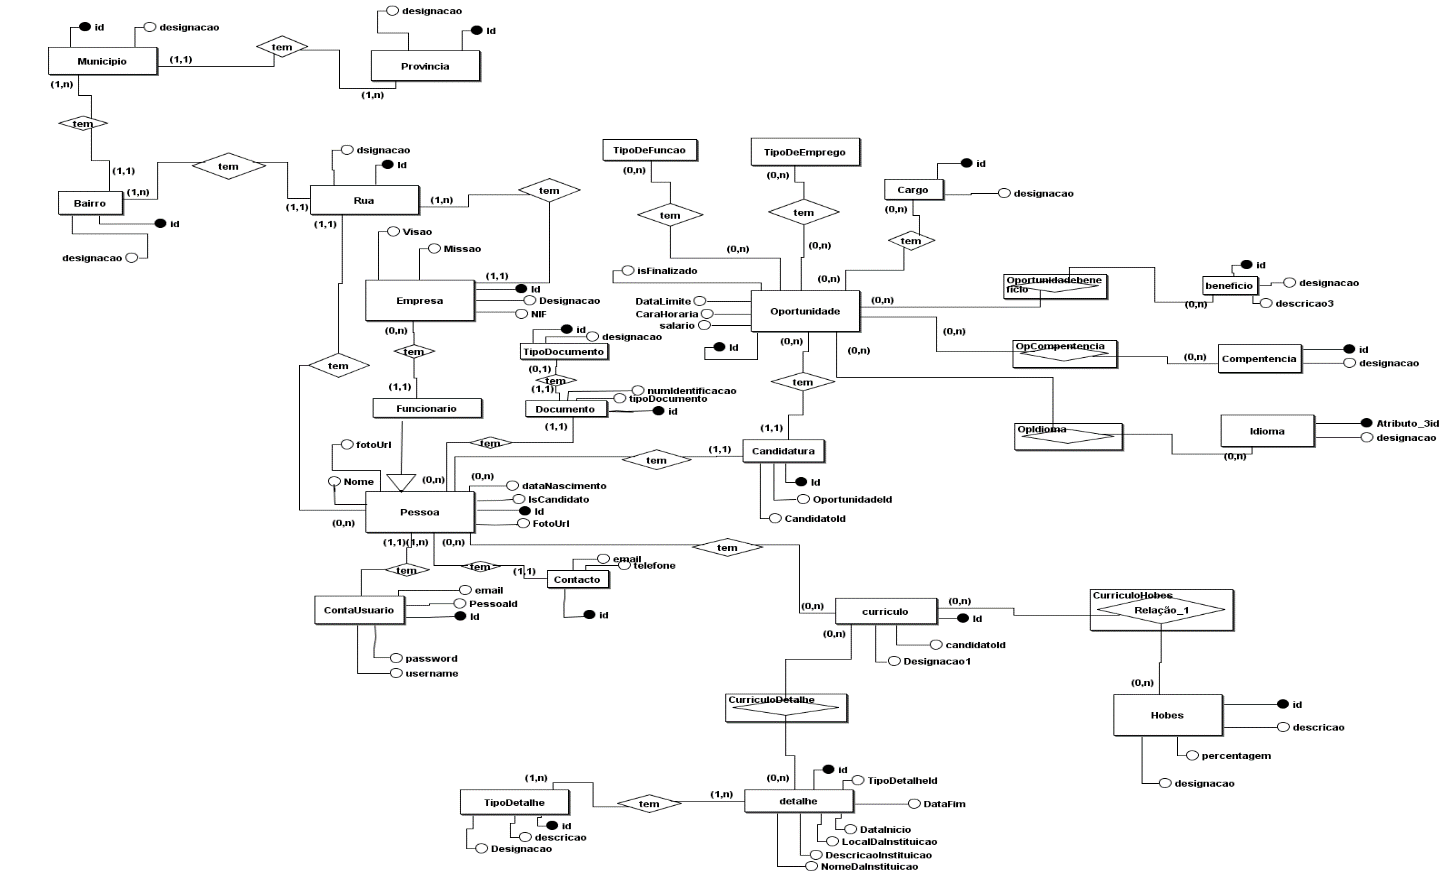 designacao
id
designacao
Id
Municipio
tem
Provincia
(1,1)
(1,n)
(1,n)
tem
dsignacao
Id
TipoDeFuncao
TipoDeEmprego
id
tem
(1,1)
(0,n)
(0,n)
Cargo
designacao
Bairro
(1,n)
Rua
(1,n)
tem
(1,1)
(0,n)
id
(1,1)
tem
tem
Visao
tem
Missao
(0,n)
(0,n)
designacao
isFinalizado
(0,n)
id
(1,1)
Oportunidadebene
ficio
beneficio
designacao
Empresa
Id
Designacao
NIF
DataLimite
CaraHoraria
salario
Oportunidade
(0,n)
(0,n)
descricao3
(0,n)
id
designacao
(0,n)
(0,n)
tem
TipoDocumento
Id
(0,n)
OpCompentencia
(0,n)
Compentencia
id
designacao
tem
(0,1)
tem
(1,1)
tem
(1,1)
numIdentificacao
tipoDocumento
Funcionario
Documento
id
(1,1)
(1,1)
OpIdioma
Idioma
Atributo_3id
designacao
(0,n)
fotoUrl
tem
tem
(1,1)
Candidatura
Nome
(0,n)
(0,n)
dataNascimento
IsCandidato
Id
FotoUrl
Id
OportunidadeId
CandidatoId
Pessoa
(0,n)
(1,1)
(1,n)
(0,n)
tem
tem
tem
(1,1)
email
telefone
Contacto
id
ContaUsuario
email
PessoaId
Id
password
username
(0,n)
curriculo
(0,n)
Id
(0,n)
candidatoId
Designacao1
CurriculoHobes
Relação_1
(0,n)
CurriculoDetalhe
Hobes
id
descricao
percentagem
designacao
(0,n)
id
TipoDetalheId
(1,n)
TipoDetalhe
tem
(1,n)
detalhe
DataFim
id
descricao
Designacao
DataInicio
LocalDaInstituicao
DescricaoInstituicao
NomeDaInstituicao